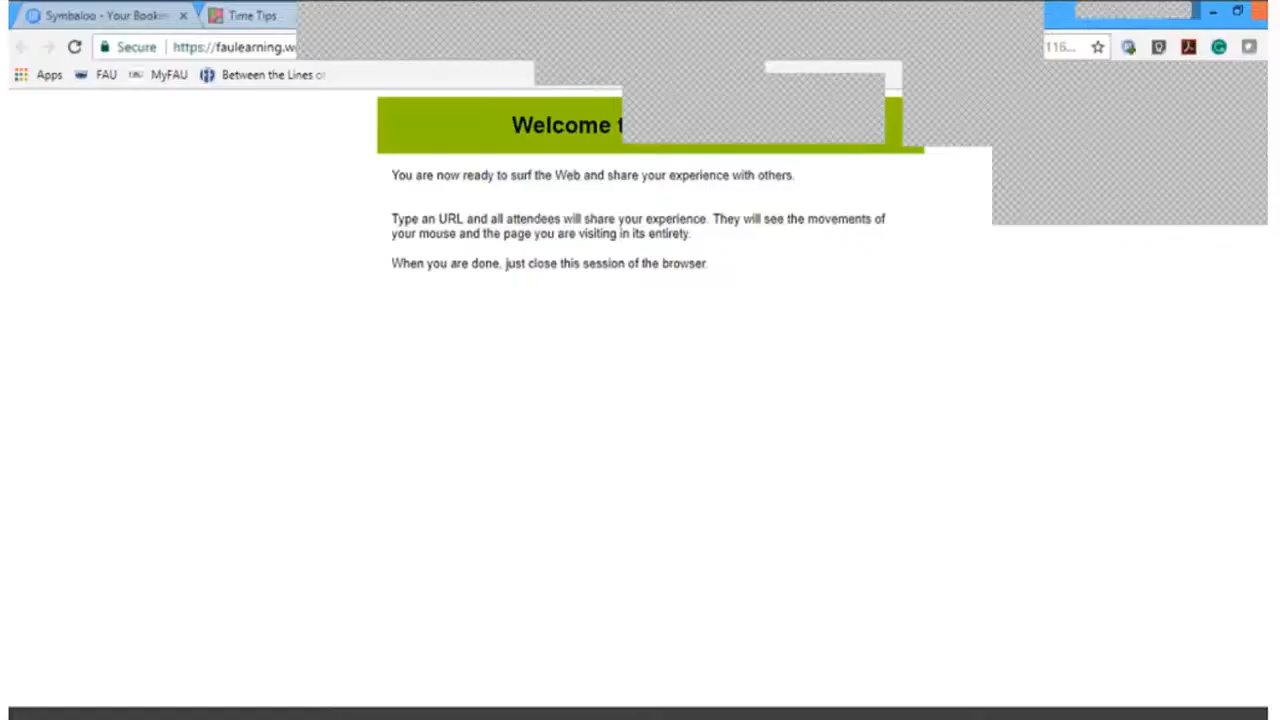 Symbaloo - Your Book
Time Tips
Secure
https://faulearning.w
116...
Apps
FAU
MyFAU
Between the Lines of
Welcome t
You are now ready to surf the Web and share your experience with others.
Type an URL and all attendees will share your experience. They will see the movements of
your mouse and the page you are visiting in its entirety.
When you are done, just close this session of the browser.